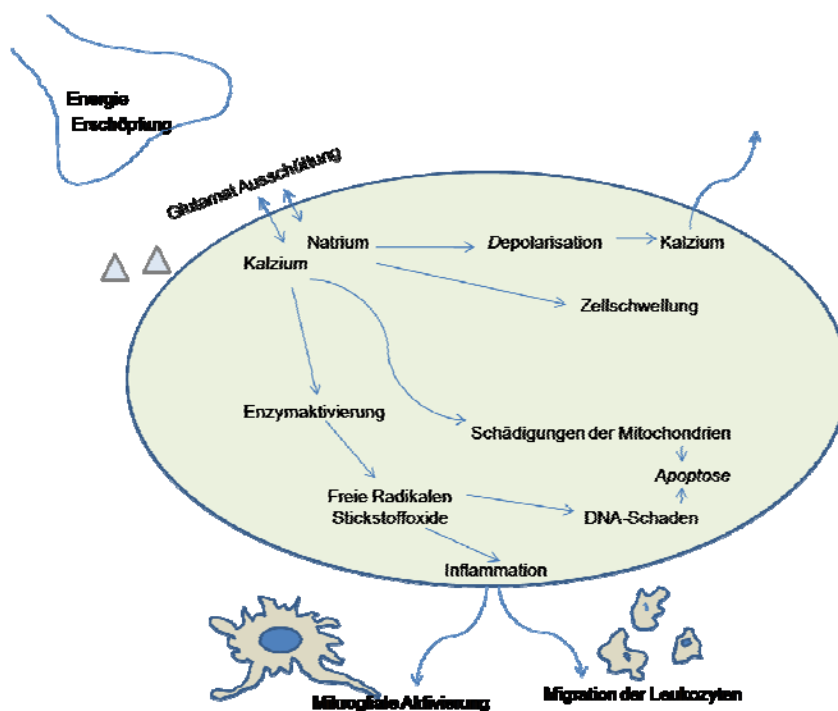 Energie
Erschöpfung
Glutamat Ausschüttung
Natrium
Depolarisation
Kalzium
Kalzium
Zellschwellung
Enzymaktivierung
Schädigungen der Mitochondrien
Apoptose
Freie Radikalen
Stickstoffoxide
DNA-Schaden
Inflammation
Mikrogliale Aktivierung
Migration der Leukozyten